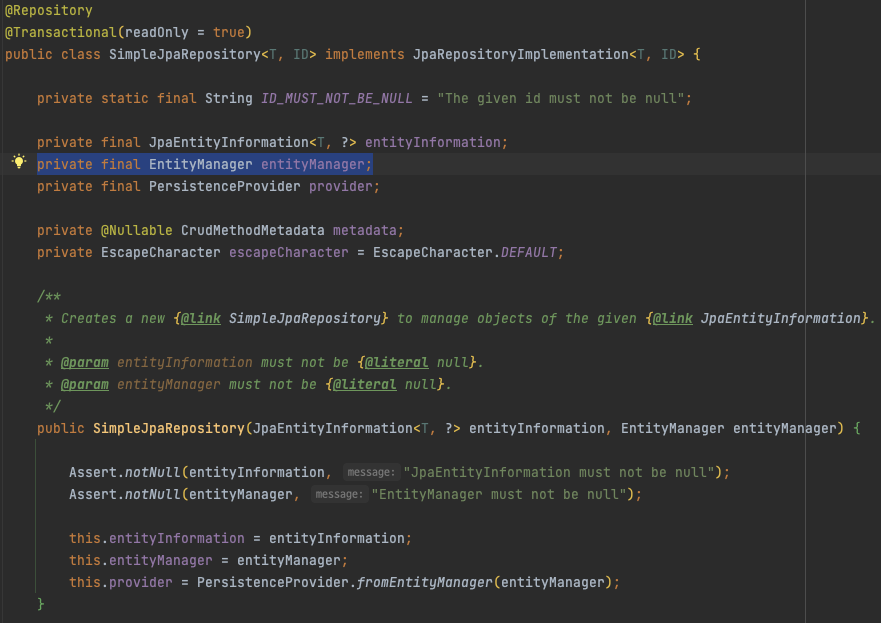 @Repository
@Transactional(readOnly = true)
public class SimpleJpaRepository<T, ID> implements JpaRepositoryImplementation<T, ID> {
private static final String ID_MUST_NOT_BE_NULL = "The given id must not be null";
private final JpaEntityInformation<T, ?> entityInformation;
private final EntityManager entityManager;
private final PersistenceProvider provider;
private @Nullable CrudMethodMetadata metadata;
private EscapeCharacter escapeCharacter = EscapeCharacter.DEFAULT;
/**
* Creates a new {@link SimpleJpaRepository} to manage objects of the given {@link JpaEntityInformation}.
*
* @param entityInformation must not be {@literal null}.
* @param entityManager must not be {@literal null}.
*/
public SimpleJpaRepository(JpaEntityInformation<T, ?> entityInformation, EntityManager entityManager) {
Assert.notNull(entityInformation, message: "JpaEntityInformation must not be null");
Assert.notNull(entityManager, message: "EntityManager must not be null");
this.entityInformation = entityInformation;
this.entityManager = entityManager;
this.provider = PersistenceProvider.fromEntityManager(entityManager);
}